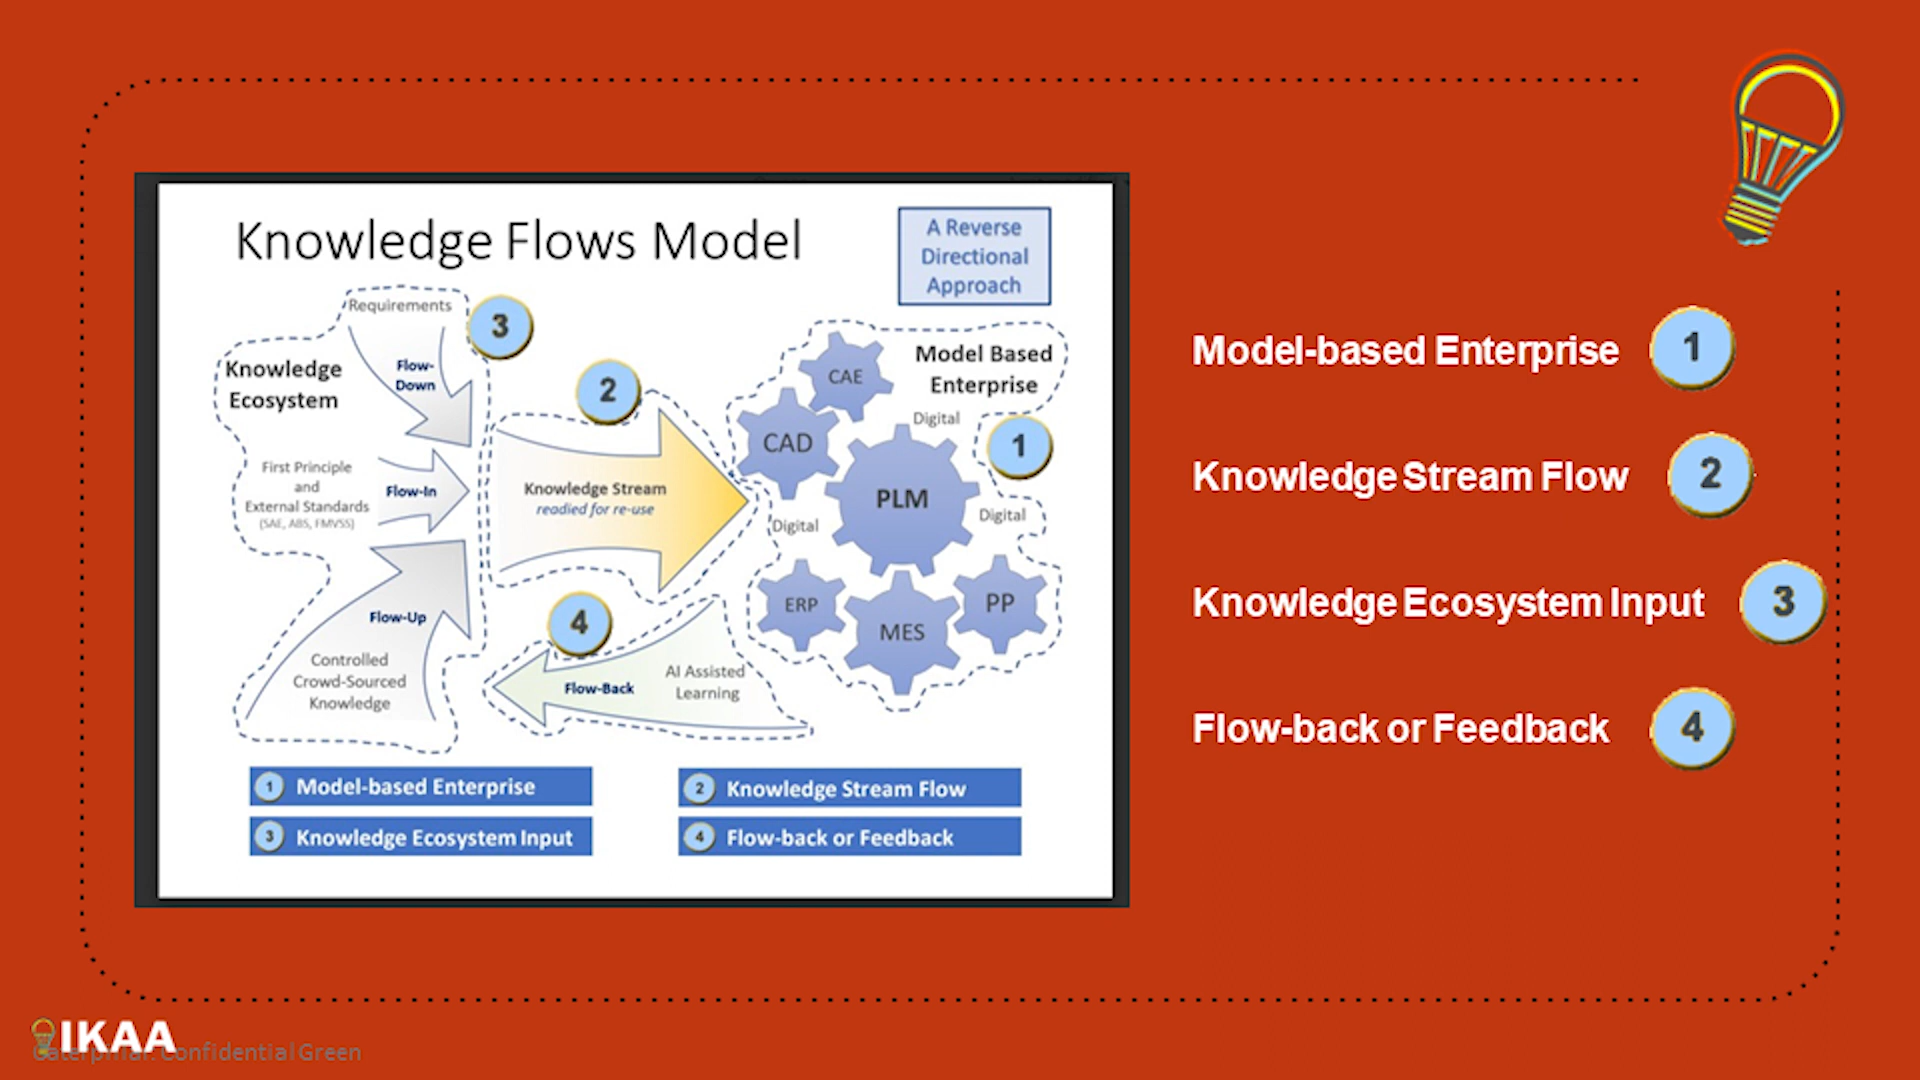 Knowledge Flows Model
A Reverse
Directional
Approach
Requirements
3
Knowledge
Ecosystem
Flow-
Down
2
First Principle
and
External Standards
(SAE, ABS, FMVSS)
Flow-In
Knowledge Stream
readied for re-use
Flow-Up
Controlled
Crowd-Sourced
Knowledge
4
Flow-Back
AI Assisted
Learning
Model Based
Enterprise
CAE
Digital
CAD
1
PLM
Digital
Digital
ERP
MES
PP
1 Model-based Enterprise
2 Knowledge Stream Flow
3 Knowledge Ecosystem Input
4 Flow-back or Feedback
Model-based Enterprise 1
Knowledge Stream Flow 2
Knowledge Ecosystem Input 3
Flow-back or Feedback 4
IKAA
Caterpillar: Confidential Green